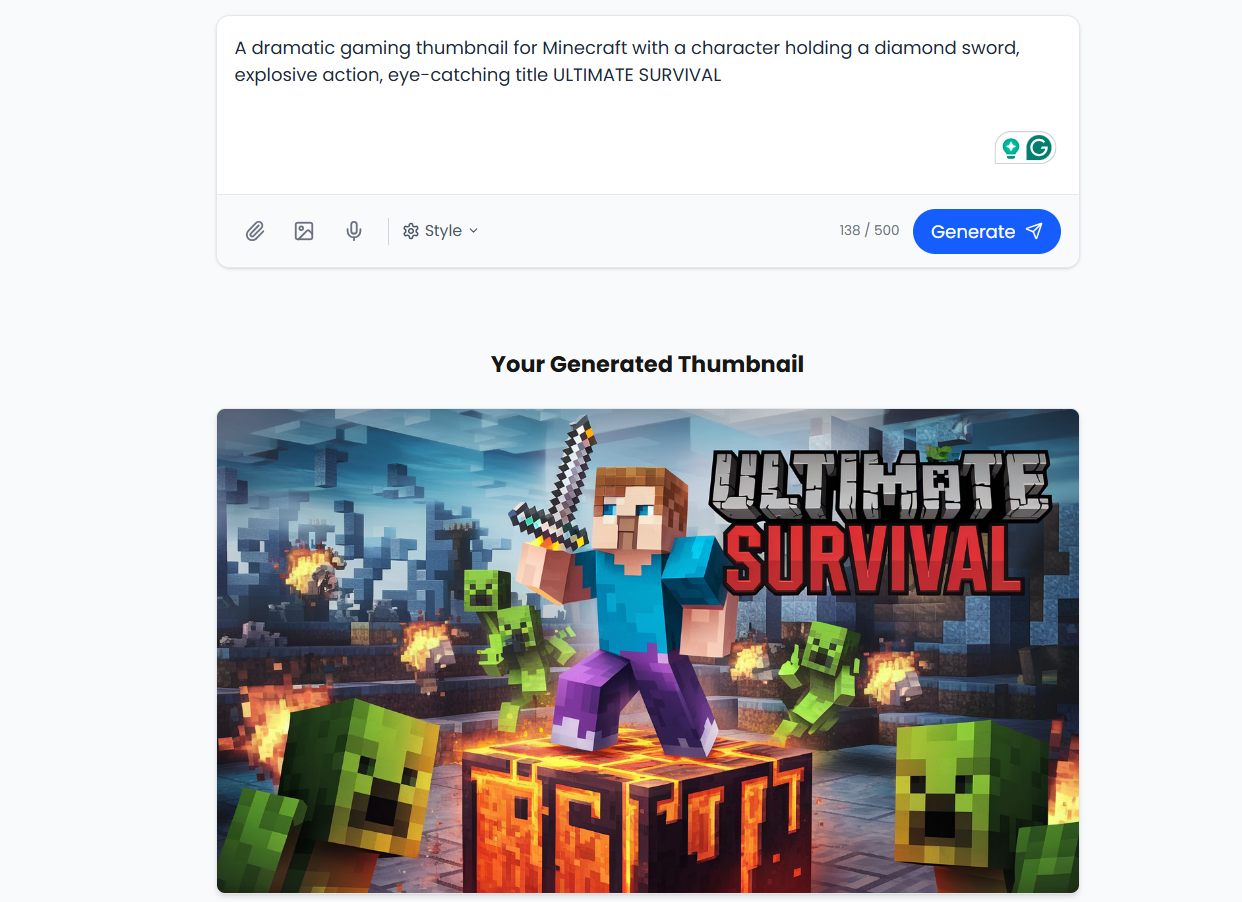 A dramatic gaming thumbnail for Minecraft with a character holding a diamond sword,
explosive action, eye-catching title ULTIMATE SURVIVAL
Style
138 / 500
Generate
Your Generated Thumbnail
ULTIMATE
SURVIVAL